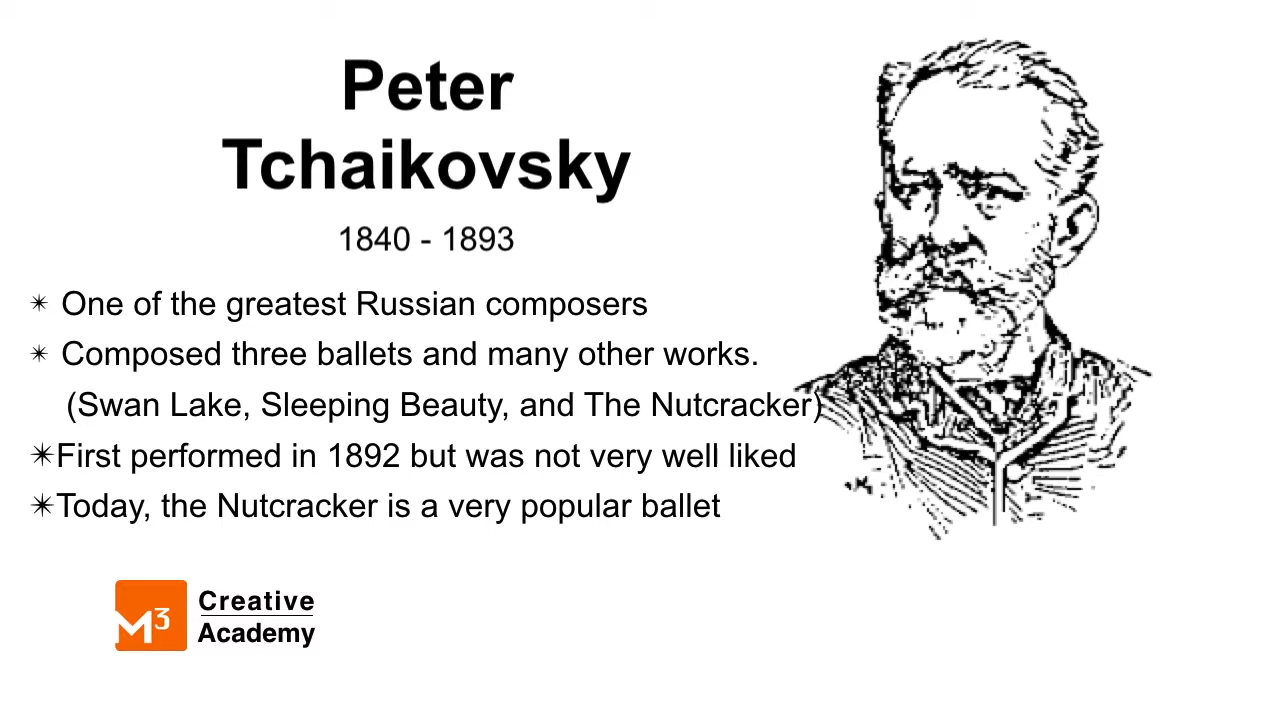 Peter
Tchaikovsky
1840 - 1893
✴ One of the greatest Russian composers
✴ Composed three ballets and many other works.
(Swan Lake, Sleeping Beauty, and The Nutcracker)
✴First performed in 1892 but was not very well liked
✴Today, the Nutcracker is a very popular ballet
M3 Creative
Academy